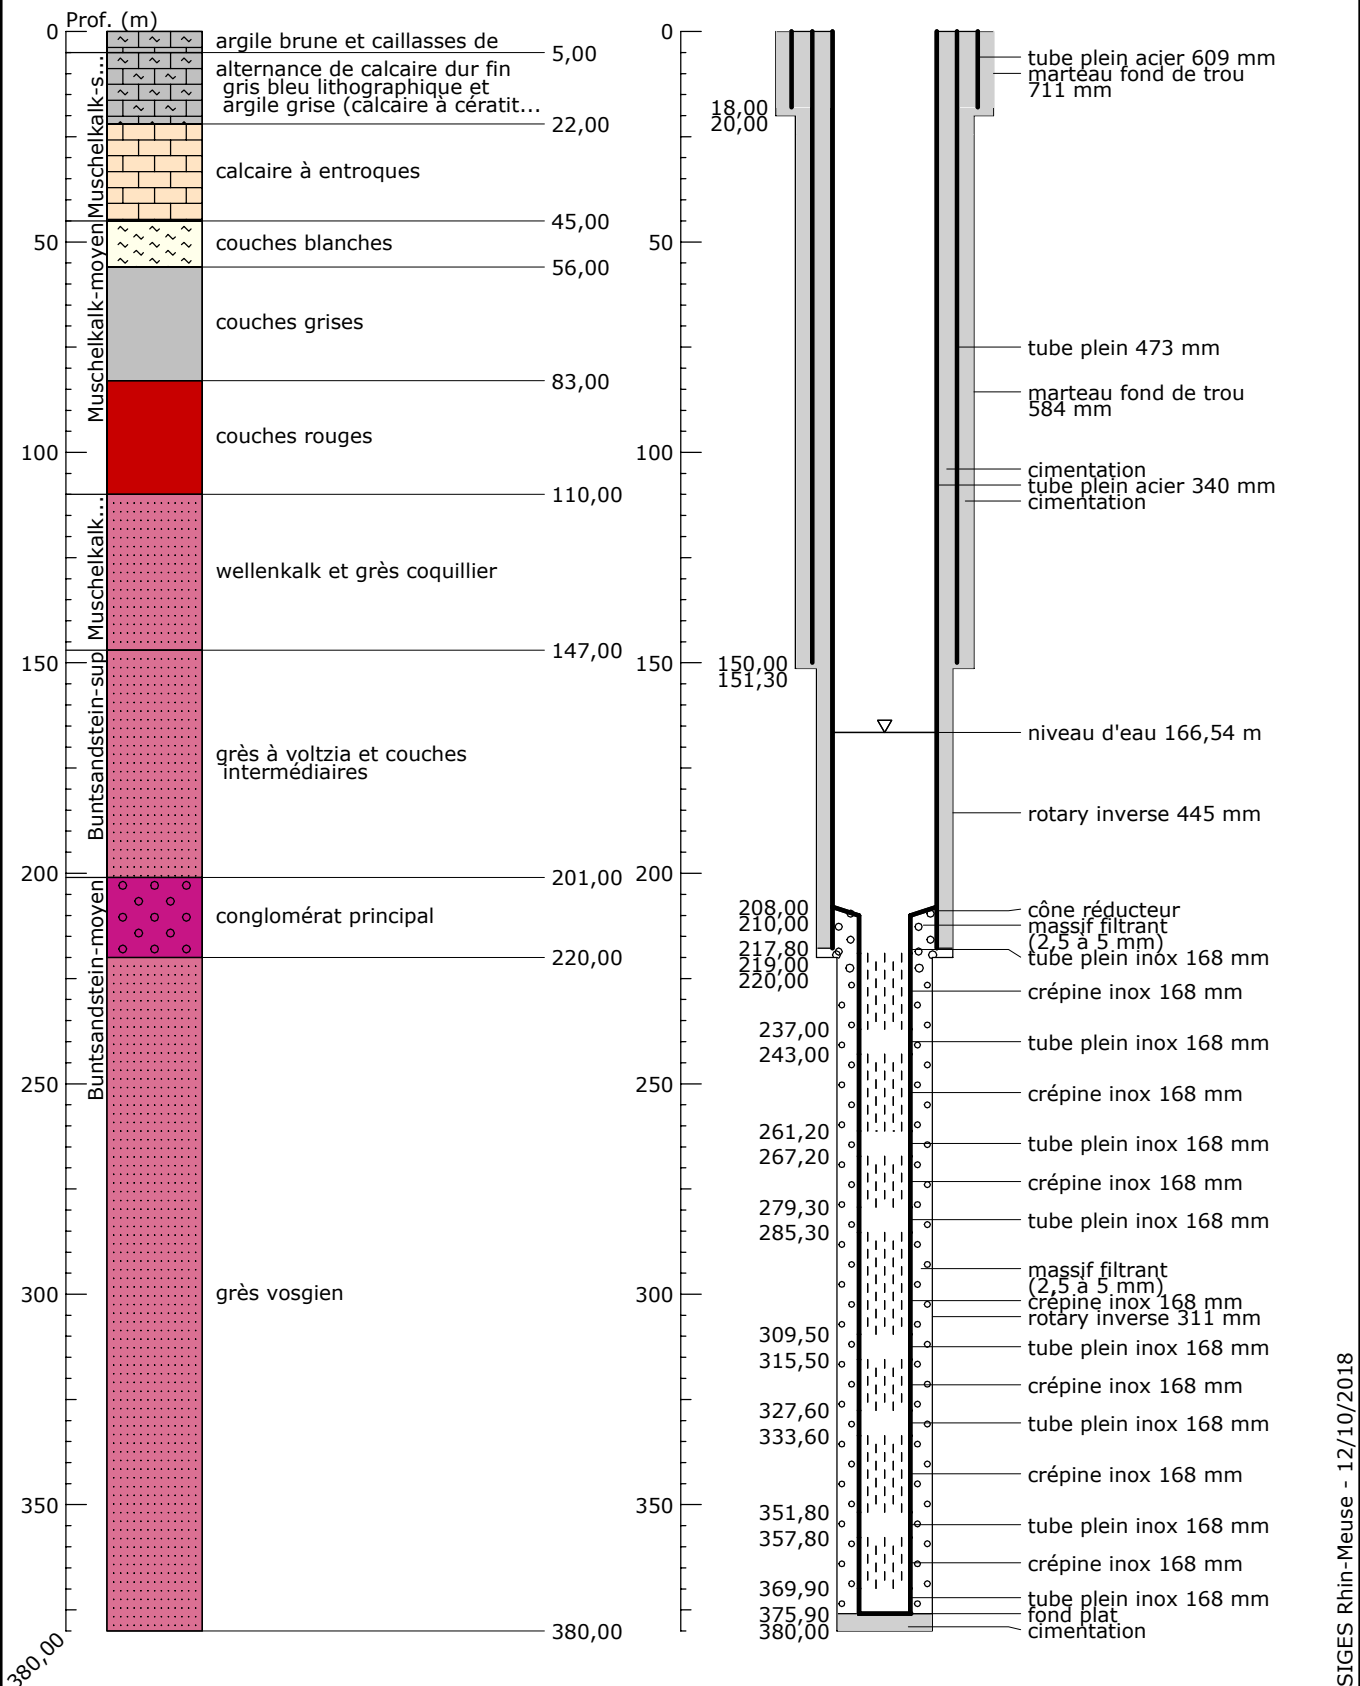 Prof. (m)
0
50
100
150
200
250
300
350
380,00
Muschelkalk-s...
Muschelkalk-moyen
Muschelkalk...
Buntsandstein-sup
Buntsandstein-moyen
argile brune et caillasses de
5,00
alternance de calcaire dur fin
gris bleu lithographique et
argile grise (calcaire à cératit...
22,00
calcaire à entroques
45,00
couches blanches
56,00
couches grises
83,00
couches rouges
110,00
wellenkalk et grès coquillier
147,00
grès à voltzia et couches
intermédiaires
201,00
conglomérat principal
220,00
grès vosgien
380,00
0
50
100
150
200
250
300
350
18,00
20,00
150,00
151,30
208,00
210,00
217,80
219,00
220,00
237,00
243,00
261,20
267,20
279,30
285,30
309,50
315,50
327,60
333,60
351,80
357,80
369,90
375,90
380,00
tube plein acier 609 mm
marteau fond de trou
711 mm
tube plein 473 mm
marteau fond de trou
584 mm
cimentation
tube plein acier 340 mm
cimentation
niveau d'eau 166,54 m
rotary inverse 445 mm
cône réducteur
massif filtrant
(2,5 à 5 mm)
tube plein inox 168 mm
crépine inox 168 mm
tube plein inox 168 mm
crépine inox 168 mm
tube plein inox 168 mm
crépine inox 168 mm
tube plein inox 168 mm
massif filtrant
(2,5 à 5 mm)
crépine inox 168 mm
rotary inverse 311 mm
tube plein inox 168 mm
crépine inox 168 mm
tube plein inox 168 mm
crépine inox 168 mm
tube plein inox 168 mm
crépine inox 168 mm
tube plein inox 168 mm
fond plat
cimentation
SIGES Rhin-Meuse - 12/10/2018